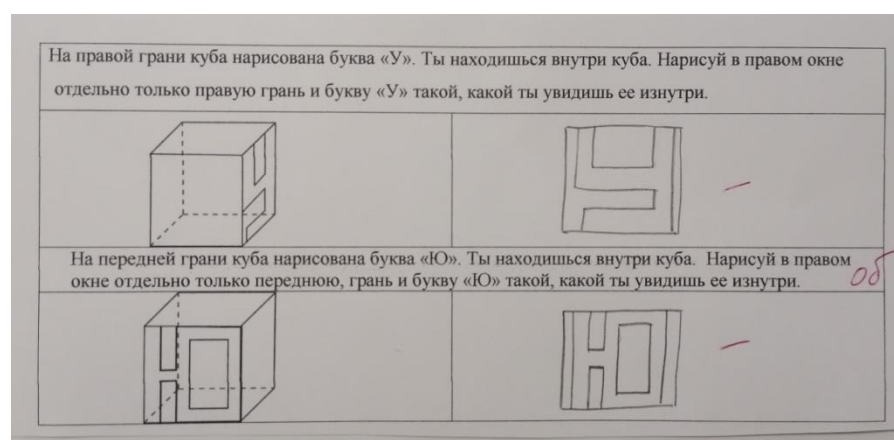 На правой грани куба нарисована буква «У». Ты находишься внутри куба. Нарисуй в правом окне
отдельно только правую грань и букву «У» такой, какой ты увидишь ее изнутри.
На передней грани куба нарисована буква «Ю». Ты находишься внутри куба. Нарисуй в правом
окне отдельно только переднюю, грань и букву «Ю» такой, какой ты увидишь ее изнутри.
об